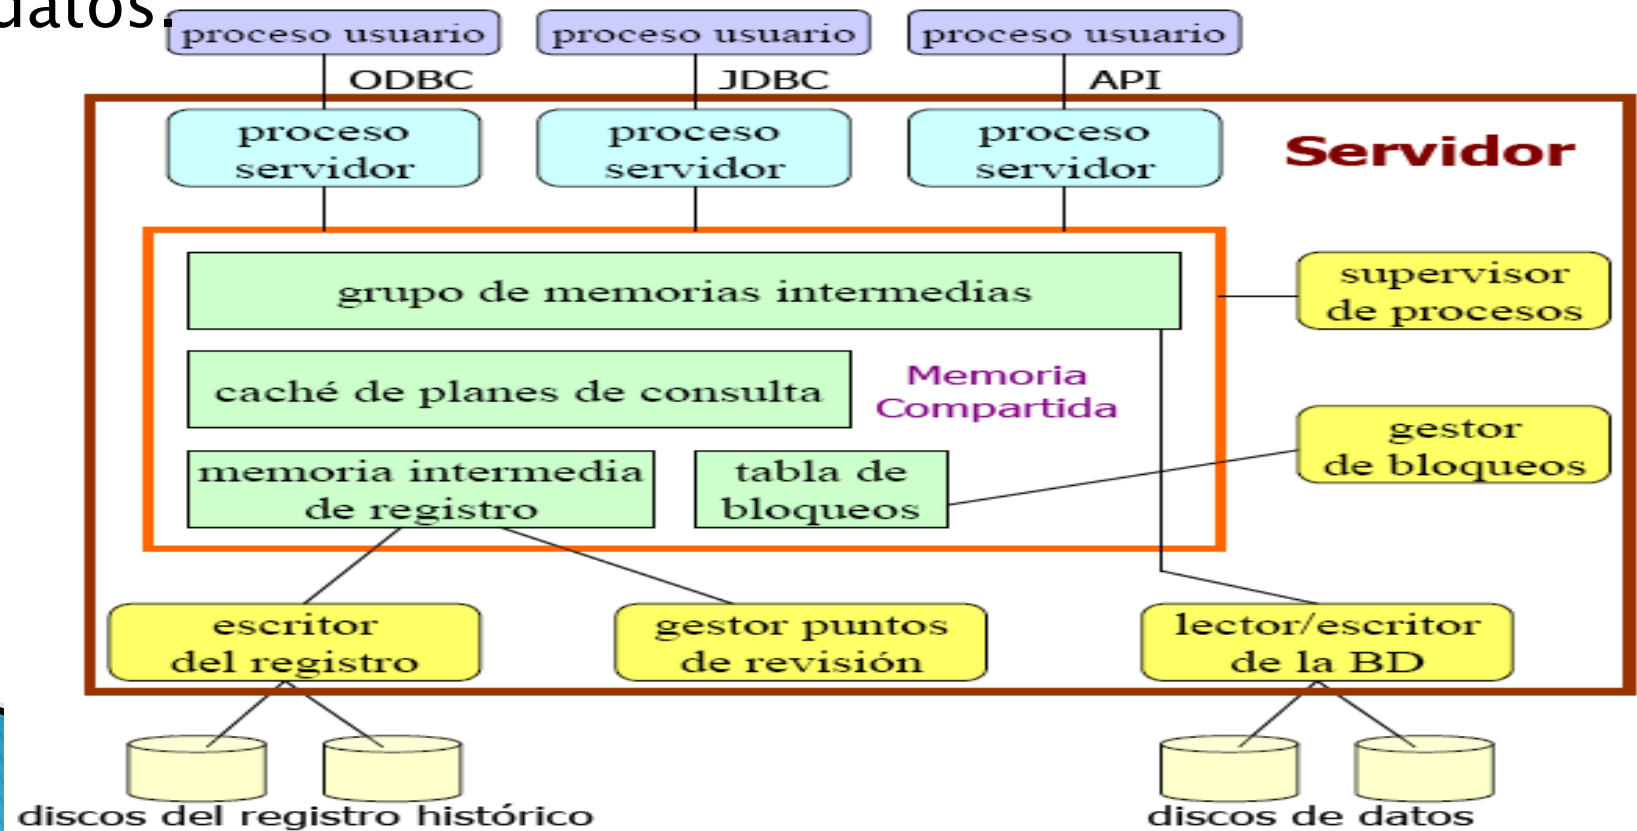 datos.
proceso usuario
proceso usuario
proceso usuario
ODBC
JDBC
API
proceso
servidor
proceso
servidor
proceso
servidor
Servidor
grupo de memorias intermedias
supervisor
de procesos
caché de planes de consulta
Memoria
Compartida
gestor
de bloqueos
memoria intermedia
de registro
tabla de
bloqueos
escritor
del registro
gestor puntos
de revisión
lector/escritor
de la BD
discos del registro histórico
discos de datos